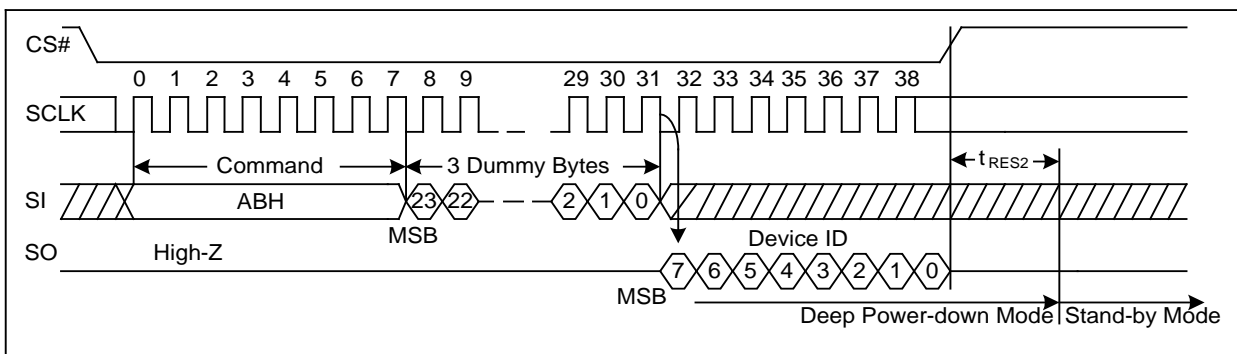 CS#
0 1 2 3 4 5 6 7 8 9 29 30 31 32 33 34 35 36 37 38
SCLK
Command 3 Dummy Bytes tRES2
SI ABH 23 22 2 1 0
MSB
SO High-Z Device ID
7 6 5 4 3 2 1 0
MSB
Deep Power-down Mode Stand-by Mode